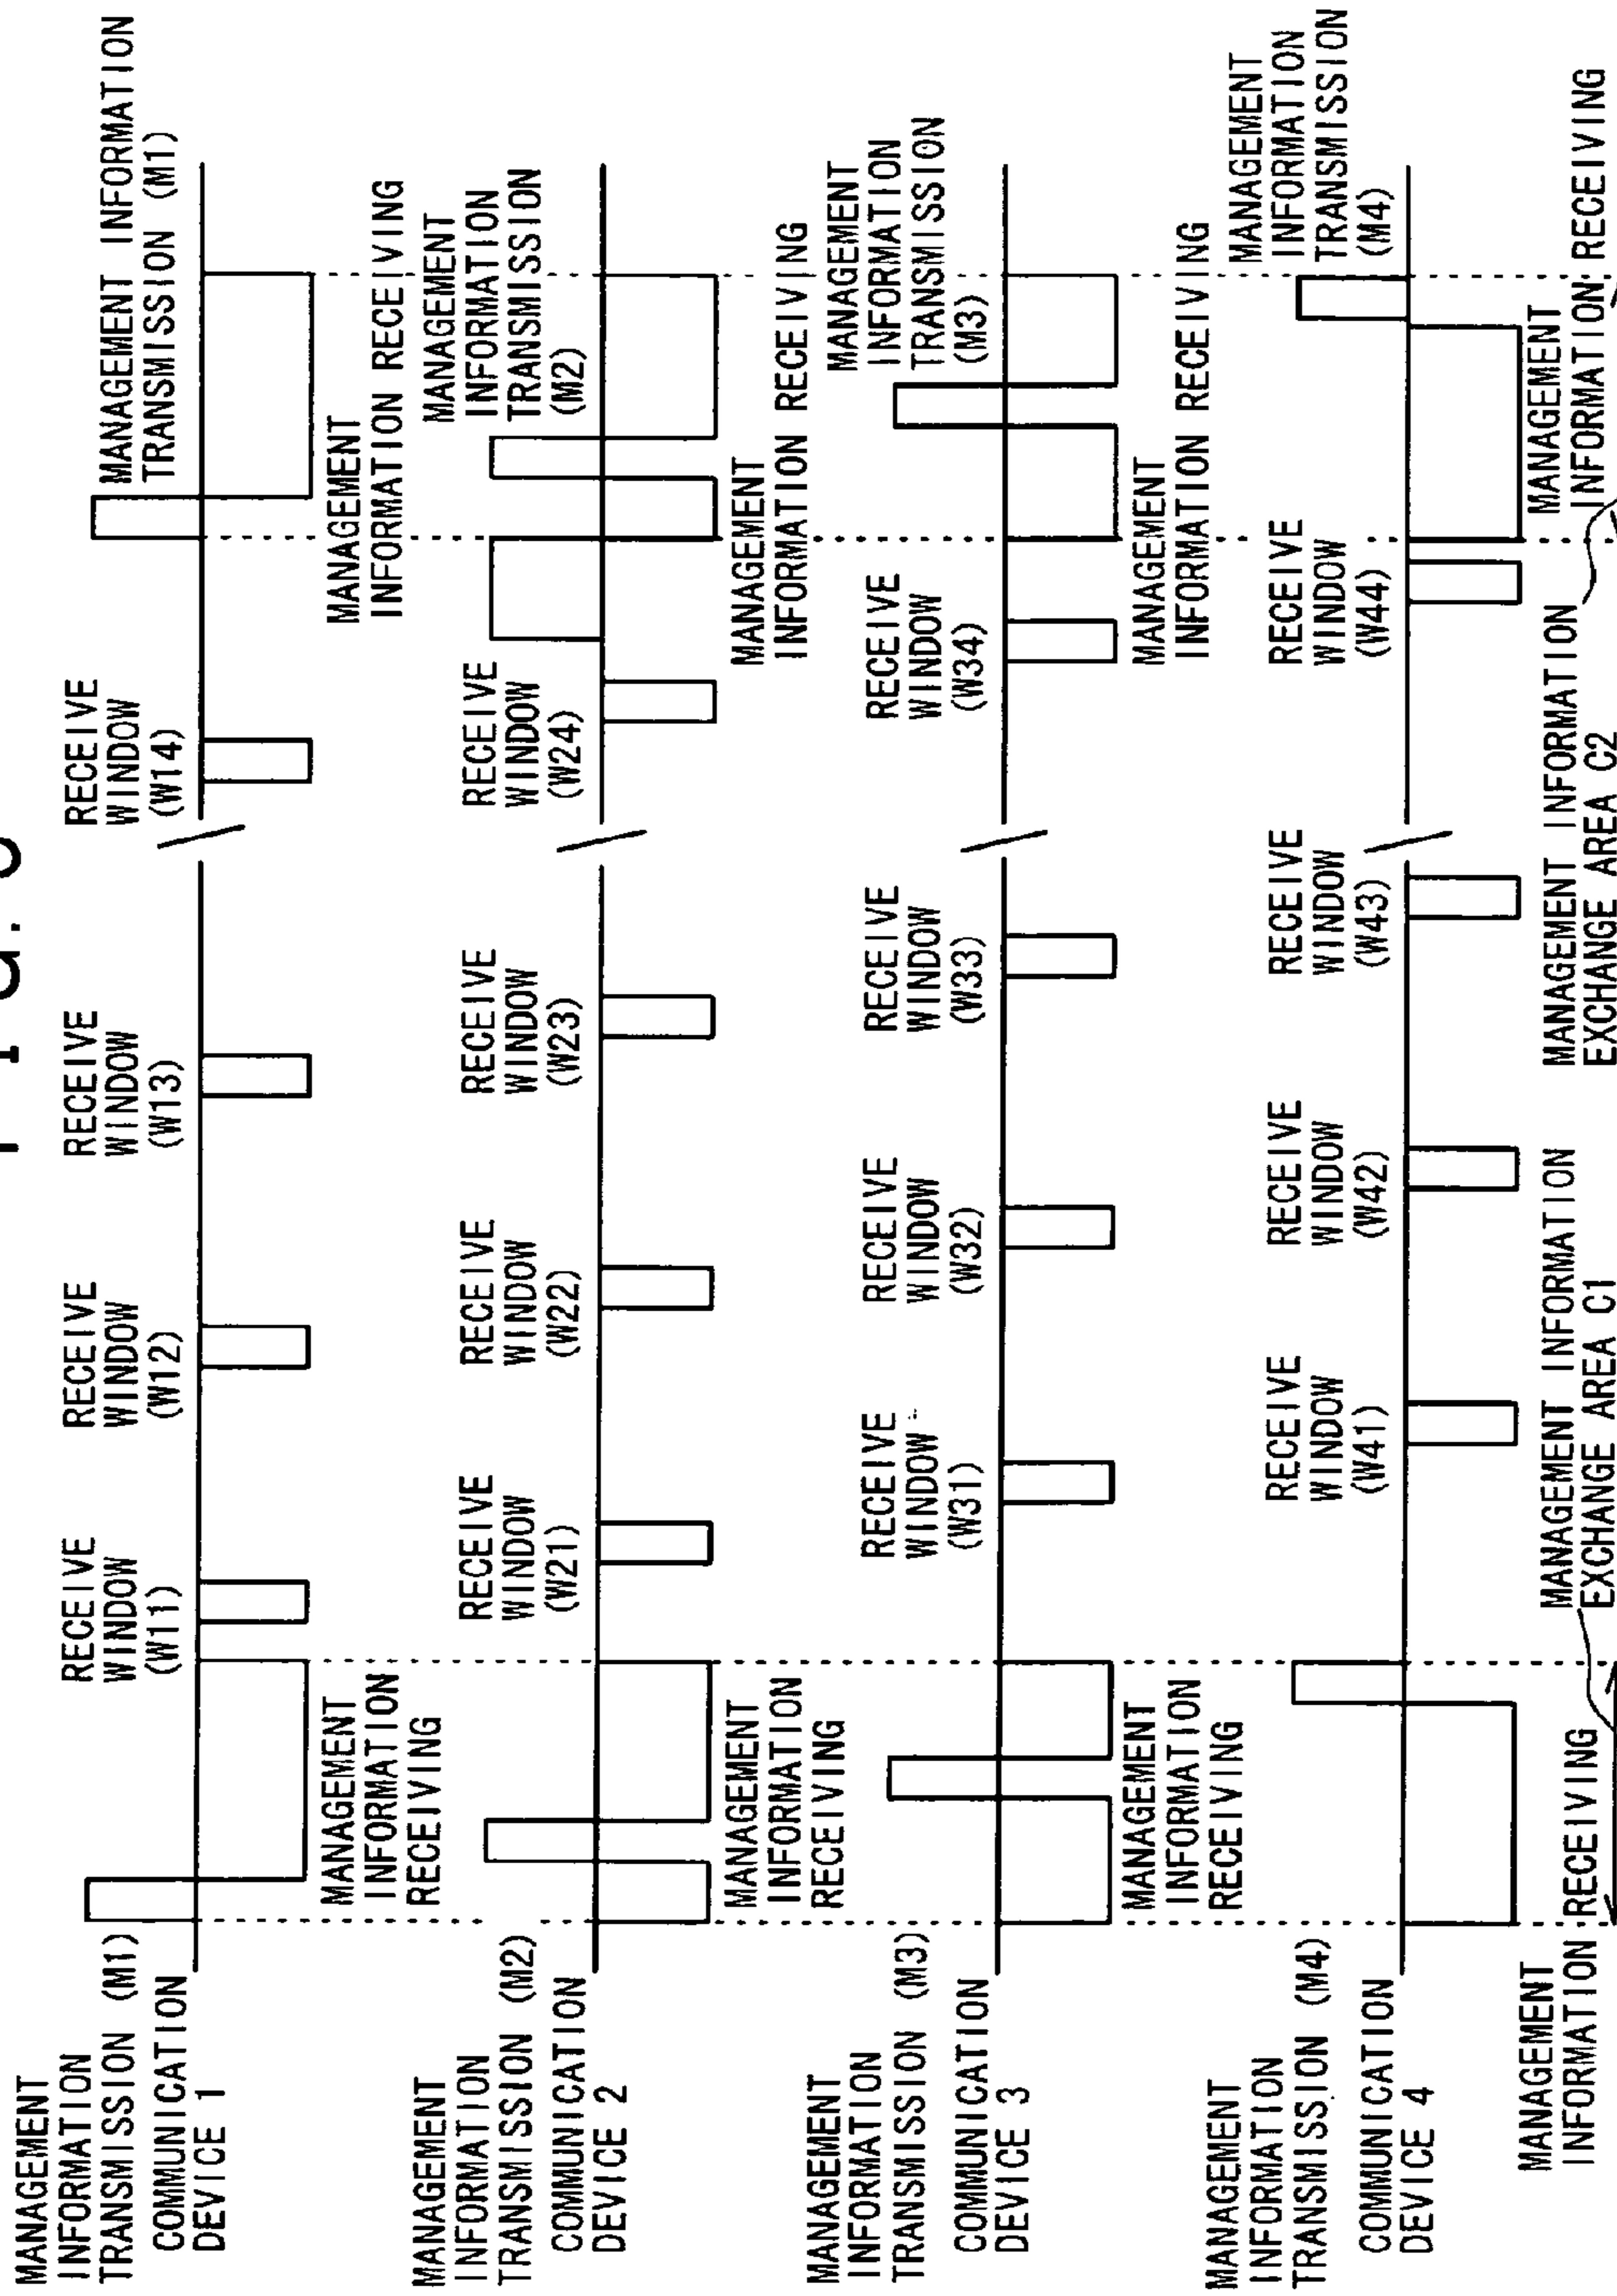 MANAGEMENT
INFORMATION
TRANSMISSION (M1)
COMMUNICATION
DEVICE 1
RECEIVE
WINDOW
(W11)
RECEIVE
WINDOW
(W12)
RECEIVE
WINDOW
(W13)
RECEIVE
WINDOW
(W14)
MANAGEMENT INFORMATION
TRANSMISSION (M1)
MANAGEMENT
INFORMATION
RECEIVING
MANAGEMENT
INFORMATION RECEIVING
MANAGEMENT
INFORMATION
TRANSMISSION (M2)
COMMUNICATION
DEVICE 2
RECEIVE
WINDOW
(W21)
RECEIVE
WINDOW
(W22)
RECEIVE
WINDOW
(W23)
RECEIVE
WINDOW
(W24)
MANAGEMENT
INFORMATION
TRANSMISSION
(M2)
MANAGEMENT
INFORMATION
RECEIVING
MANAGEMENT
INFORMATION RECEIVING
MANAGEMENT
INFORMATION
TRANSMISSION (M3)
COMMUNICATION
DEVICE 3
RECEIVE
WINDOW
(W31)
RECEIVE
WINDOW
(W32)
RECEIVE
WINDOW
(W33)
RECEIVE
WINDOW
(W34)
MANAGEMENT
INFORMATION
TRANSMISSION
(M3)
MANAGEMENT
INFORMATION
RECEIVING
MANAGEMENT
INFORMATION RECEIVING
MANAGEMENT
INFORMATION
TRANSMISSION (M4)
COMMUNICATION
DEVICE 4
RECEIVE
WINDOW
(W41)
RECEIVE
WINDOW
(W42)
RECEIVE
WINDOW
(W43)
RECEIVE
WINDOW
(W44)
MANAGEMENT
INFORMATION
TRANSMISSION
(M4)
MANAGEMENT
INFORMATION RECEIVING
MANAGEMENT INFORMATION
EXCHANGE AREA C1
MANAGEMENT INFORMATION
EXCHANGE AREA C2
MANAGEMENT
INFORMATION RECEIVING